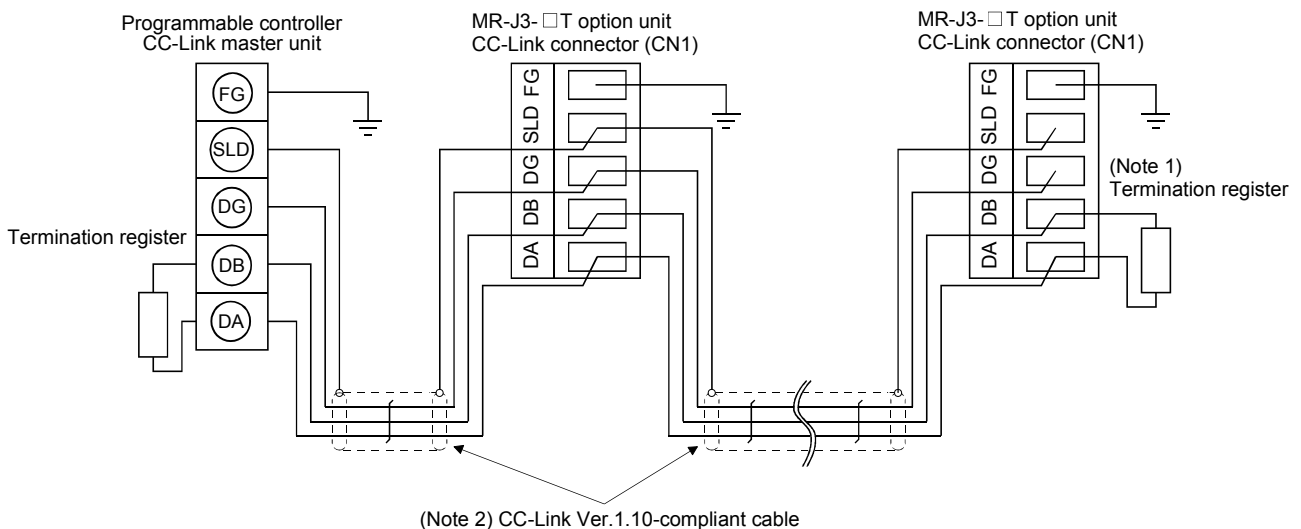 Programmable controller
CC-Link master unit
FG
SLD
DG
DB
DA
Termination register
MR-J3-□T option unit
CC-Link connector (CN1)
FG
SLD
DG
DB
DA
MR-J3-□T option unit
CC-Link connector (CN1)
FG
SLD
DG
DB
DA
(Note 1)
Termination register
(Note 2) CC-Link Ver.1.10-compliant cable